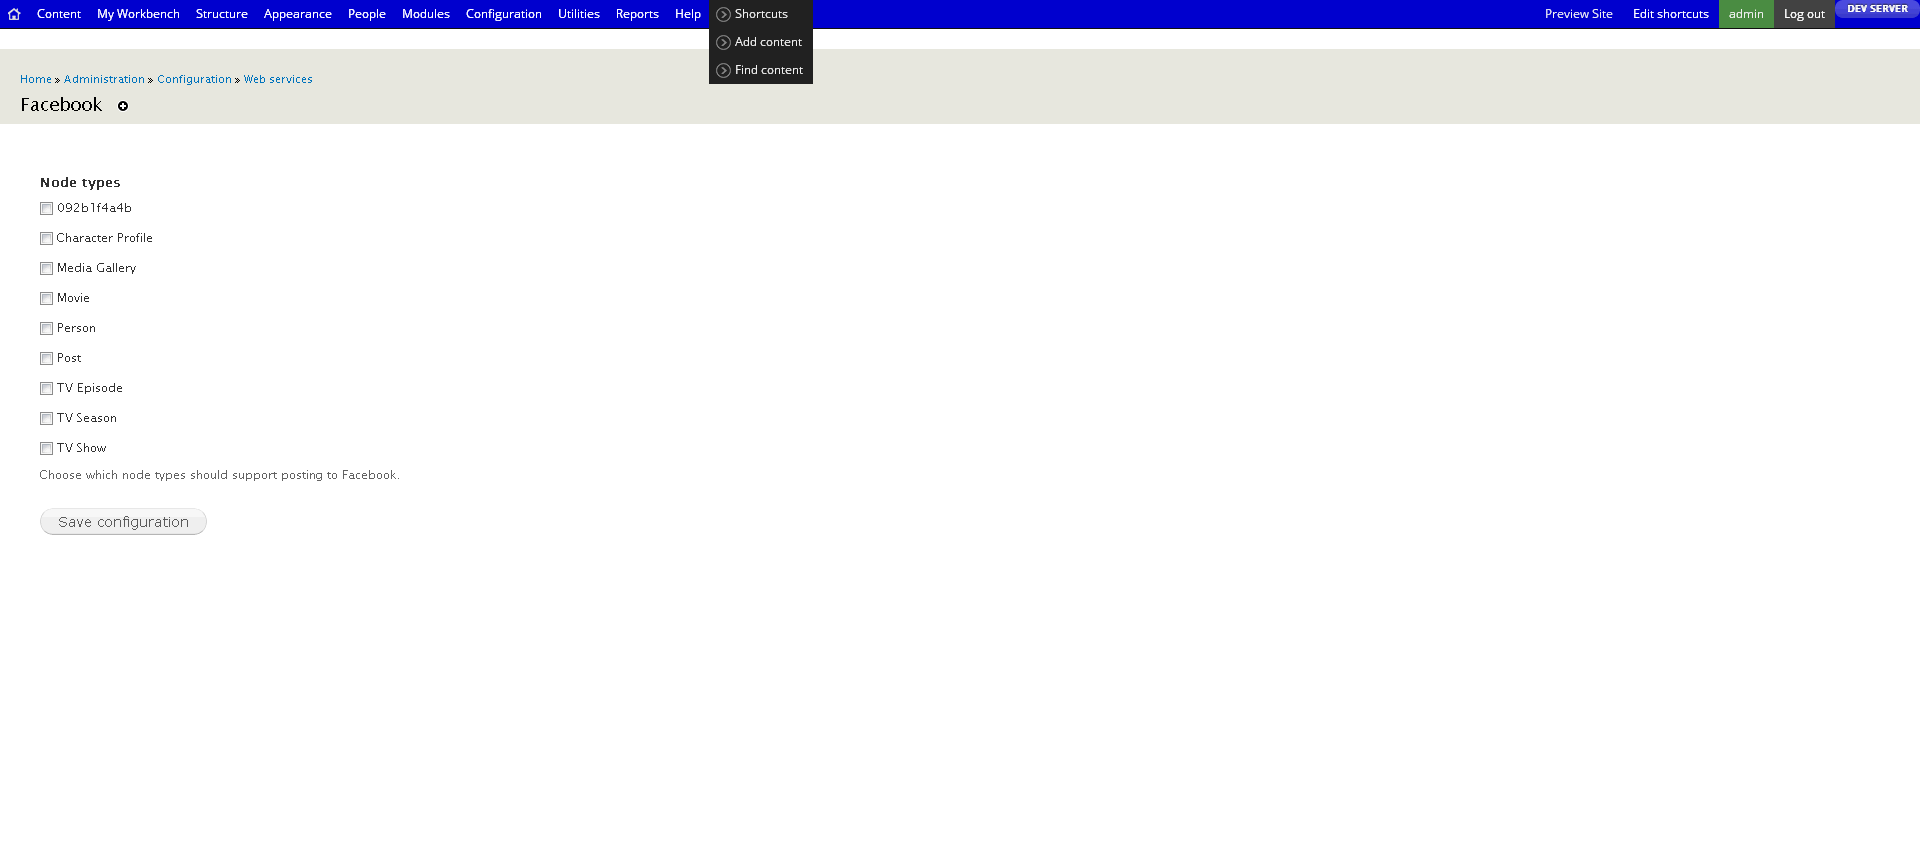 Content My Workbench Structure Appearance People Modules Configuration Utilities Reports Help Shortcuts Preview Site Edit shortcuts admin Log out DEV SERVER
Add content
Find content
Home » Administration » Configuration » Web services
Facebook
Node types
092b1f4a4b
Character Profile
Media Gallery
Movie
Person
Post
TV Episode
TV Season
TV Show
Choose which node types should support posting to Facebook.
Save configuration